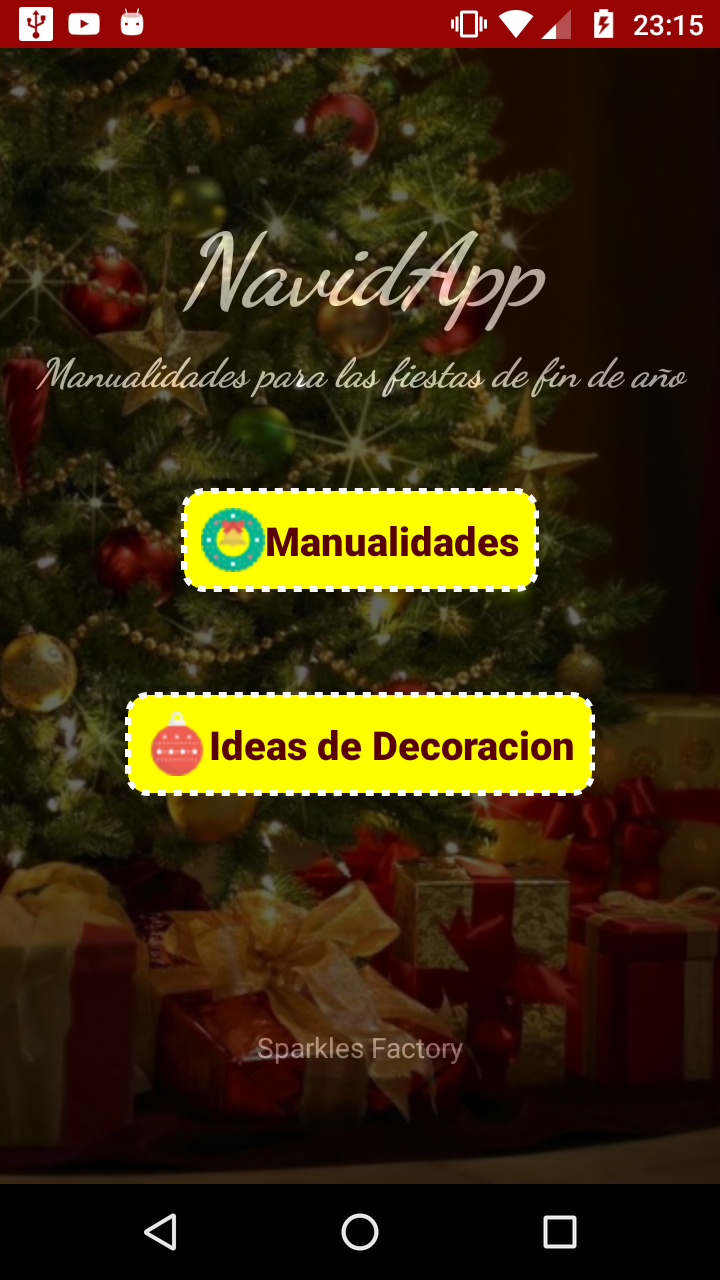 23:15
NavidApp
Manualidades para las fiestas de fin de año
Manualidades
Ideas de Decoracion
Sparkles Factory